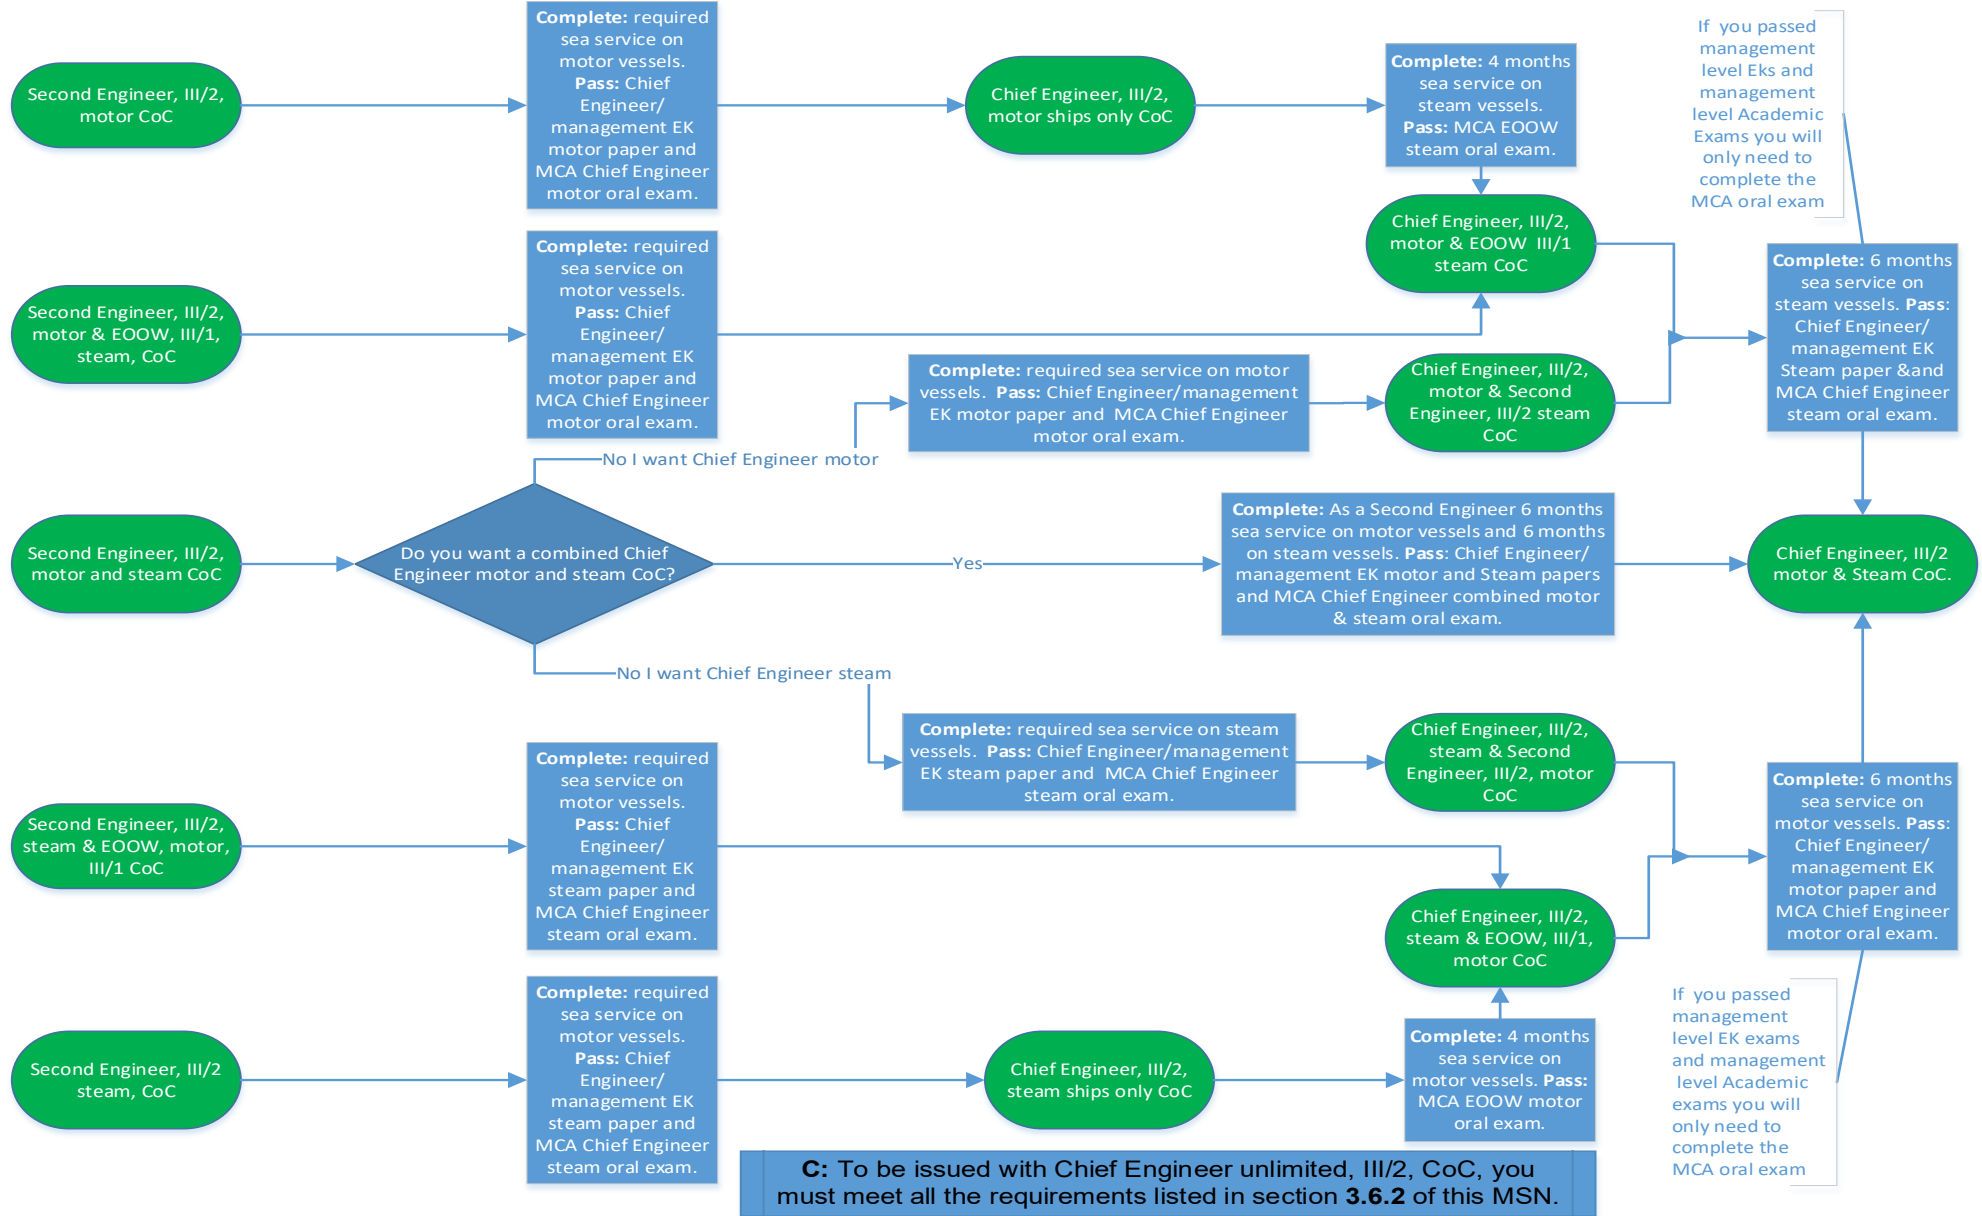 Second Engineer, III/2,
motor CoC
Complete: required
sea service on
motor vessels.
Pass: Chief
Engineer/
management EK
motor paper and
MCA Chief Engineer
motor oral exam.
Chief Engineer, III/2,
motor ships only CoC
Complete: 4 months
sea service on
steam vessels.
Pass: MCA EOOW
steam oral exam.
If you passed
management
level Eks and
management
level Academic
Exams you will
only need to
complete the
MCA oral exam
Chief Engineer, III/2,
motor & EOOW III/1
steam CoC
Second Engineer, III/2,
motor & EOOW, III/1,
steam, CoC
Complete: required
sea service on
motor vessels.
Pass: Chief
Engineer/
management EK
motor paper and
MCA Chief Engineer
motor oral exam.
Complete: 6 months
sea service on
steam vessels. Pass:
Chief Engineer/
management EK
Steam paper &and
MCA Chief Engineer
steam oral exam.
Complete: required sea service on motor
vessels. Pass: Chief Engineer/management
EK motor paper and MCA Chief Engineer
motor oral exam.
Chief Engineer, III/2,
motor & Second
Engineer, III/2 steam
CoC
No I want Chief Engineer motor
Second Engineer, III/2,
motor and steam CoC
Do you want a combined Chief
Engineer motor and steam CoC?
Yes
Complete: As a Second Engineer 6 months
sea service on motor vessels and 6 months
on steam vessels. Pass: Chief Engineer/
management EK motor and Steam papers
and MCA Chief Engineer combined motor
& steam oral exam.
Chief Engineer, III/2
motor & Steam CoC.
No I want Chief Engineer steam
Complete: required sea service on steam
vessels. Pass: Chief Engineer/management
EK steam paper and MCA Chief Engineer
steam oral exam.
Chief Engineer, III/2,
steam & Second
Engineer, III/2, motor
CoC
Second Engineer, III/2,
steam & EOOW, motor,
III/1 CoC
Complete: required
sea service on
motor vessels.
Pass: Chief
Engineer/
management EK
steam paper and
MCA Chief Engineer
steam oral exam.
Complete: 6 months
sea service on
motor vessels. Pass:
Chief Engineer/
management EK
motor paper and
MCA Chief Engineer
motor oral exam.
Chief Engineer, III/2,
steam & EOOW, III/1,
motor CoC
Second Engineer, III/2
steam, CoC
Complete: required
sea service on
motor vessels.
Pass: Chief
Engineer/
management EK
steam paper and
MCA Chief Engineer
steam oral exam.
Chief Engineer, III/2,
steam ships only CoC
Complete: 4 months
sea service on
motor vessels. Pass:
MCA EOOW motor
oral exam.
If you passed
management
level EK exams
and management
level Academic
exams you will
only need to
complete the
MCA oral exam
C: To be issued with Chief Engineer unlimited, III/2, CoC, you
must meet all the requirements listed in section 3.6.2 of this MSN.